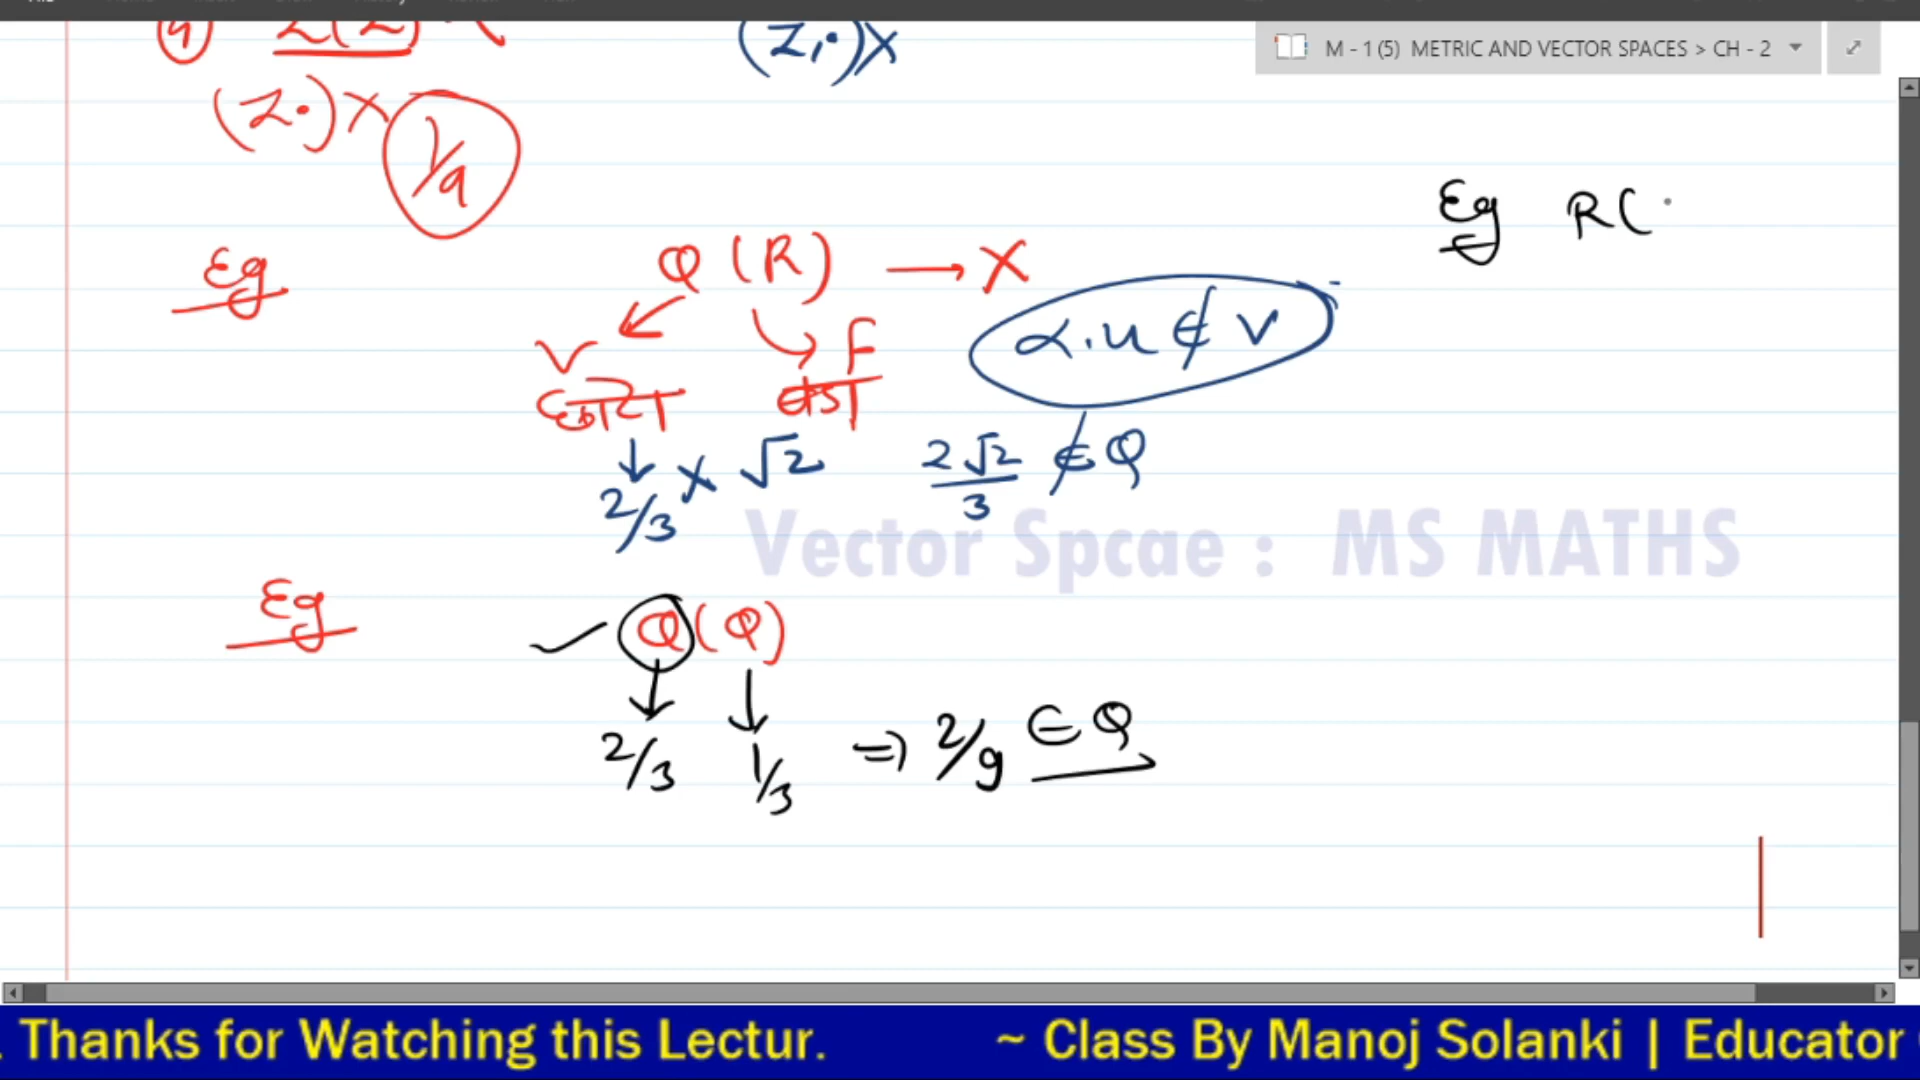 M - 1 (5) METRIC AND VECTOR SPACES > CH - 2
(Z, ·) X
(Z ·) X
1/9
Eg R(
Eg
Q (R) → X
V F
α . u ∉ V
2/3 × √2
2√2/3 ∉ Q
Vector Spcae : MS MATHS
Eg
Q (Q)
2/3 1/3 ⇒ 2/9 ∈ Q
. Thanks for Watching this Lectur. ~ Class By Manoj Solanki | Educator